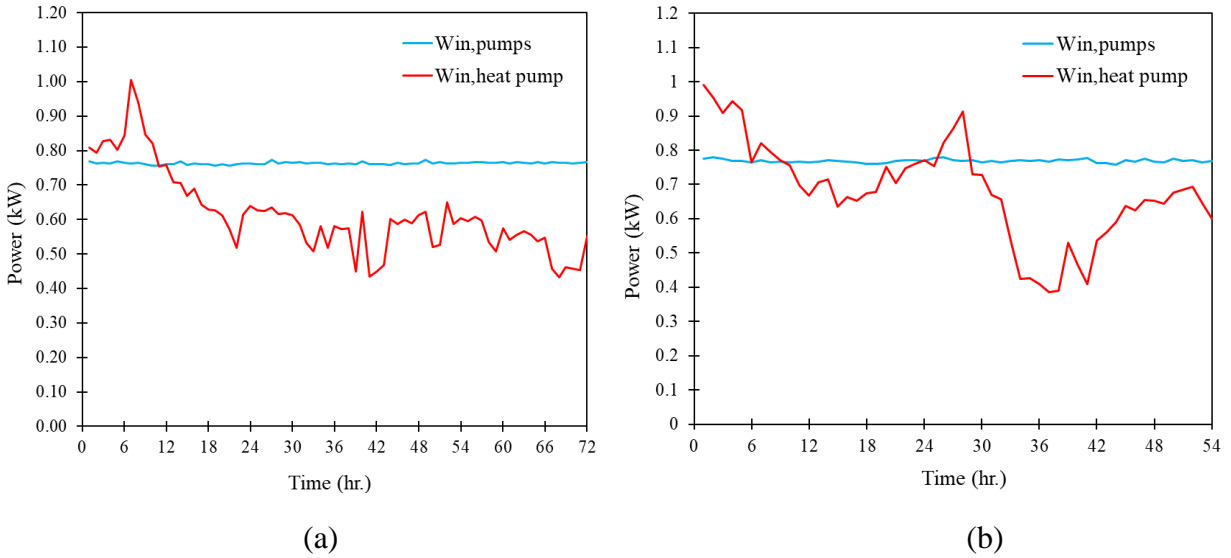 1.20
1.10
1.00
0.90
0.80
0.70
0.60
0.50
0.40
0.30
0.20
0.10
0.00
Power (kW)
Win,pumps
Win,heat pump
0 6 12 18 24 30 36 42 48 54 60 66 72
Time (hr.)
(a)
1.2
1.1
1
0.9
0.8
0.7
0.6
0.5
0.4
0.3
0.2
0.1
0
Power (kW)
Win,pumps
Win,heat pump
0 6 12 18 24 30 36 42 48 54
Time (hr.)
(b)